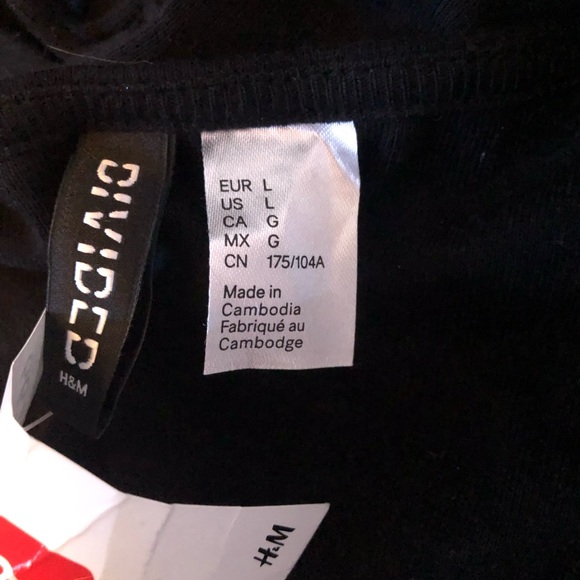 DIVIDED
H&M
EUR L
US L
CA G
MX G
CN 175/104A
Made in
Cambodia
Fabriqué au
Cambodge
H&M